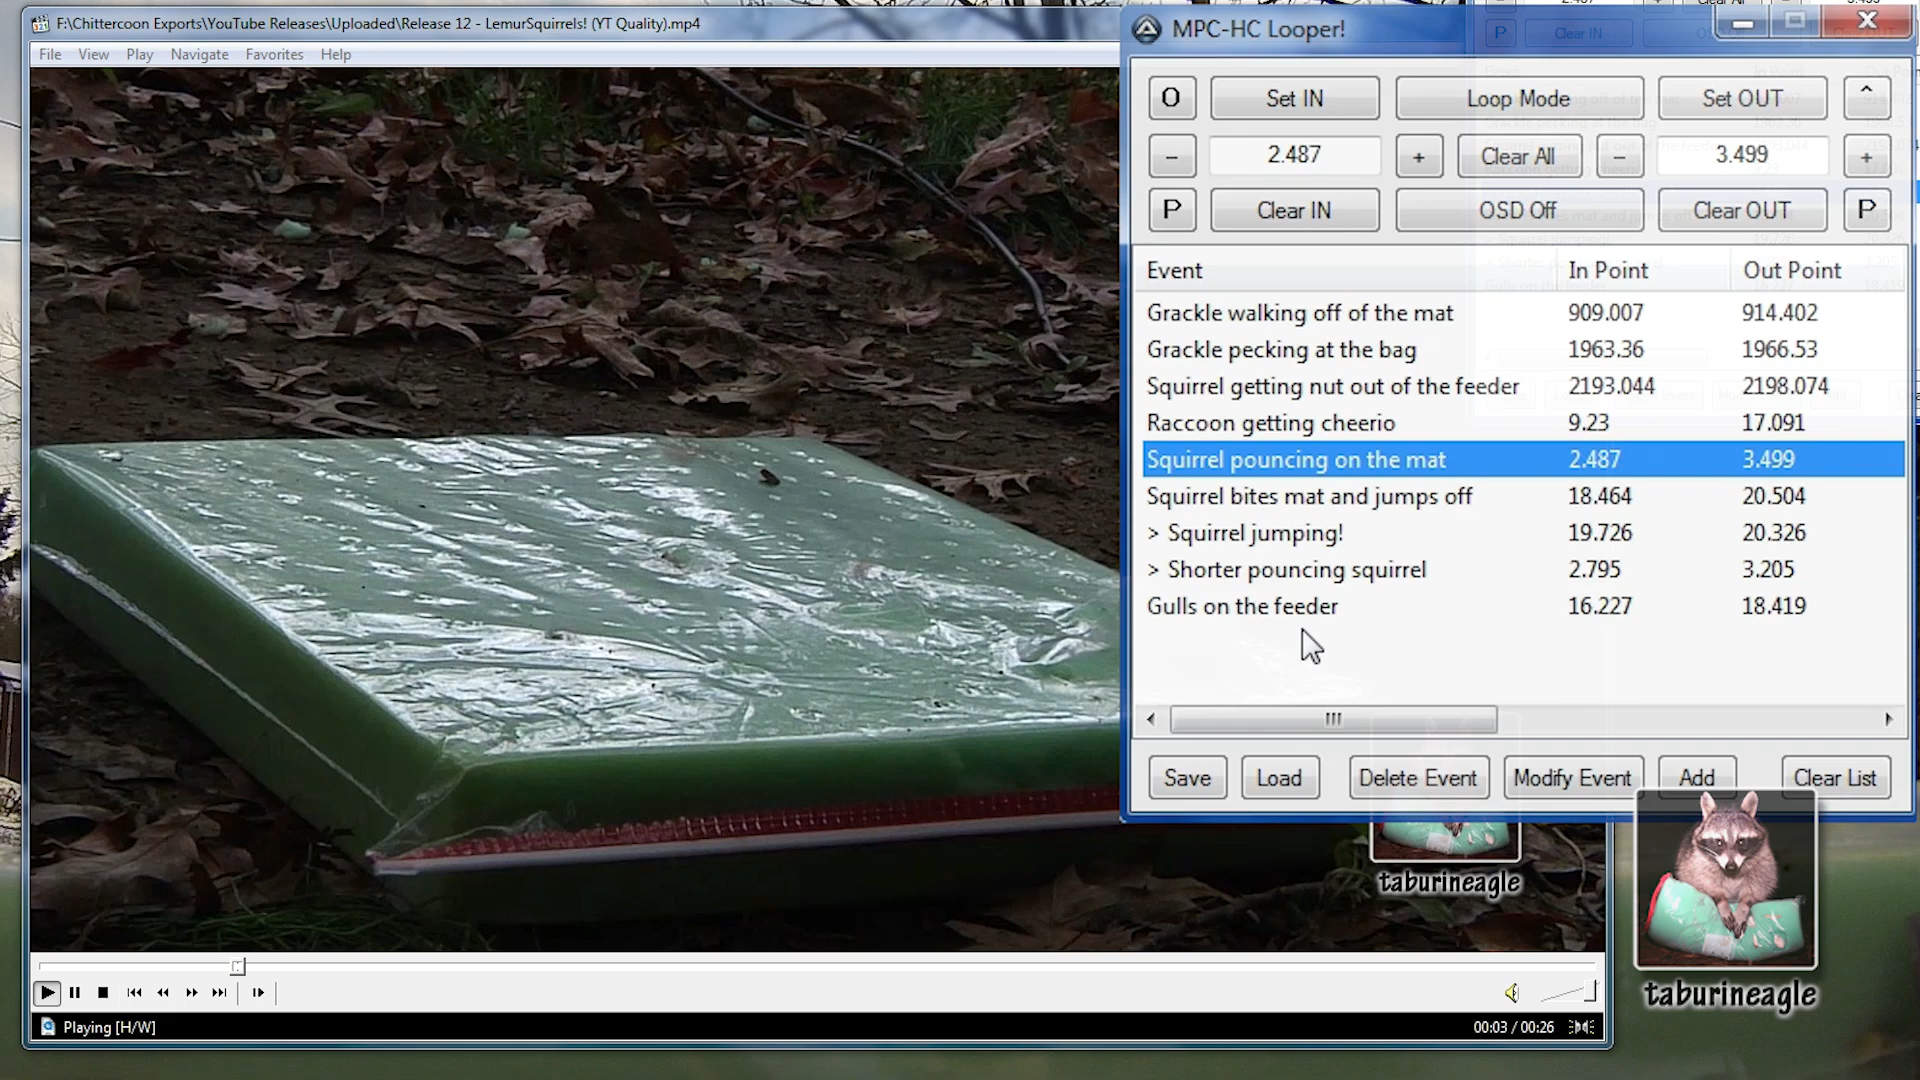 F:\Chittercoon Exports\YouTube Releases\Uploaded\Release 12 - LemurSquirrels! (YT Quality).mp4
File View Play Navigate Favorites Help
MPC-HC Looper!
O Set IN Loop Mode Set OUT ^
- 2.487 + Clear All - 3.499 +
P Clear IN OSD Off Clear OUT P
Event In Point Out Point
Grackle walking off of the mat 909.007 914.402
Grackle pecking at the bag 1963.36 1966.53
Squirrel getting nut out of the feeder 2193.044 2198.074
Raccoon getting cheerio 9.23 17.091
Squirrel pouncing on the mat 2.487 3.499
Squirrel bites mat and jumps off 18.464 20.504
> Squirrel jumping! 19.726 20.326
> Shorter pouncing squirrel 2.795 3.205
Gulls on the feeder 16.227 18.419
Save Load Delete Event Modify Event Add Clear List
taburineagle
taburineagle
Playing [H/W]
00:03 / 00:26